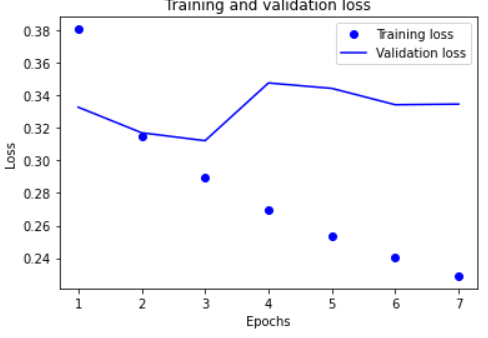 Training and validation loss
Training loss
Validation loss
0.38
0.36
0.34
0.32
0.30
0.28
0.26
0.24
Loss
1 2 3 4 5 6 7
Epochs